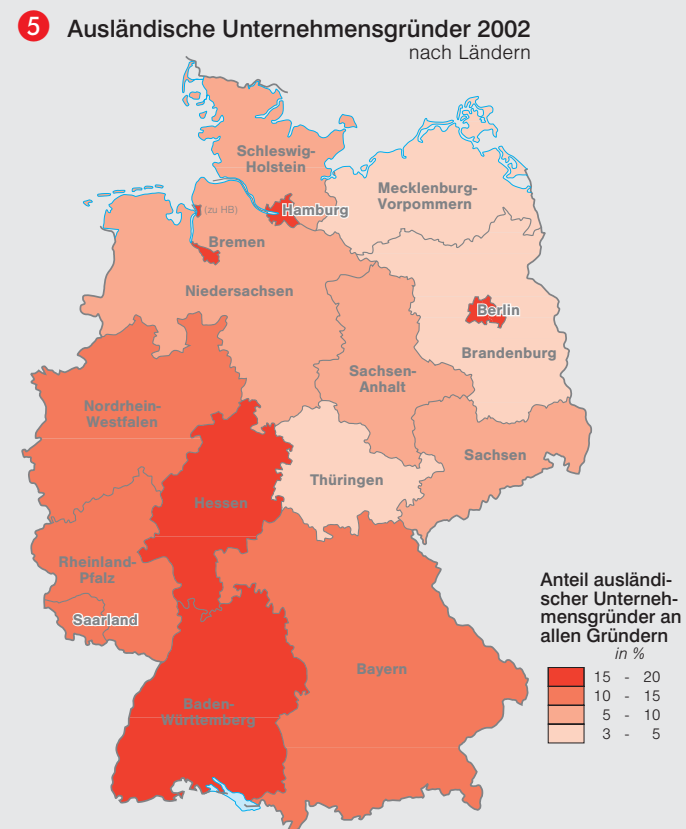 5 Ausländische Unternehmensgründer 2002
nach Ländern
Schleswig-
Holstein
Mecklenburg-
Vorpommern
(zu HB)
Hamburg
Bremen
Niedersachsen
Berlin
Brandenburg
Sachsen-
Anhalt
Nordrhein-
Westfalen
Sachsen
Thüringen
Hessen
Rheinland-
Pfalz
Saarland
Bayern
Baden-
Württemberg
Anteil ausländi-
scher Unterneh-
mensgründer an
allen Gründern
in %
15 - 20
10 - 15
5 - 10
3 - 5